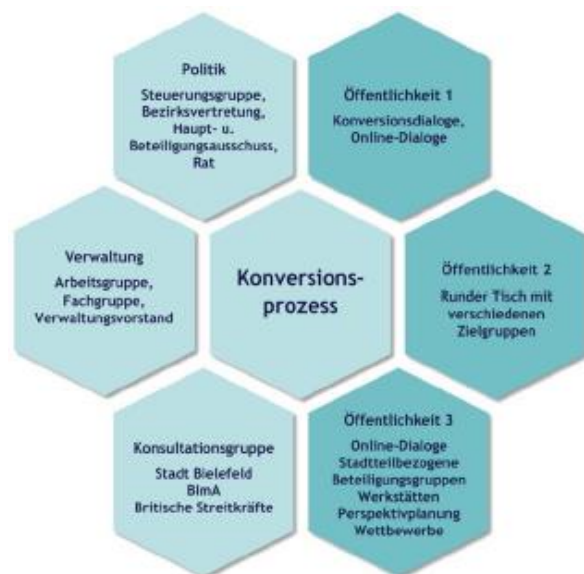 Politik
Steuerungsgruppe,
Bezirksvertretung,
Haupt- u.
Beteiligungsausschuss,
Rat
Öffentlichkeit 1
Konversionsdialoge,
Online-Dialoge
Verwaltung
Arbeitsgruppe,
Fachgruppe,
Verwaltungsvorstand
Konversions-
prozess
Öffentlichkeit 2
Runder Tisch mit
verschiedenen
Zielgruppen
Konsultationsgruppe
Stadt Bielefeld
BImA
Britische Streitkräfte
Öffentlichkeit 3
Online-Dialoge
Stadtteilbezogene
Beteiligungsgruppen
Werkstätten
Perspektivplanung
Wettbewerbe